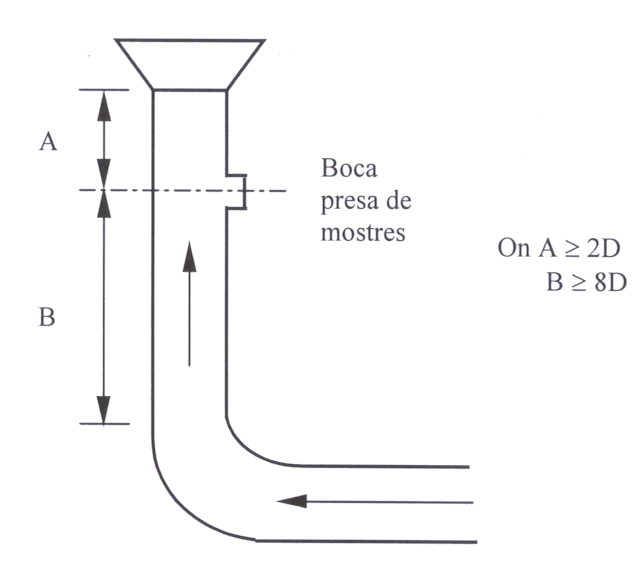 A
Boca
presa de
mostres
On A ≥ 2D
B ≥ 8D
B